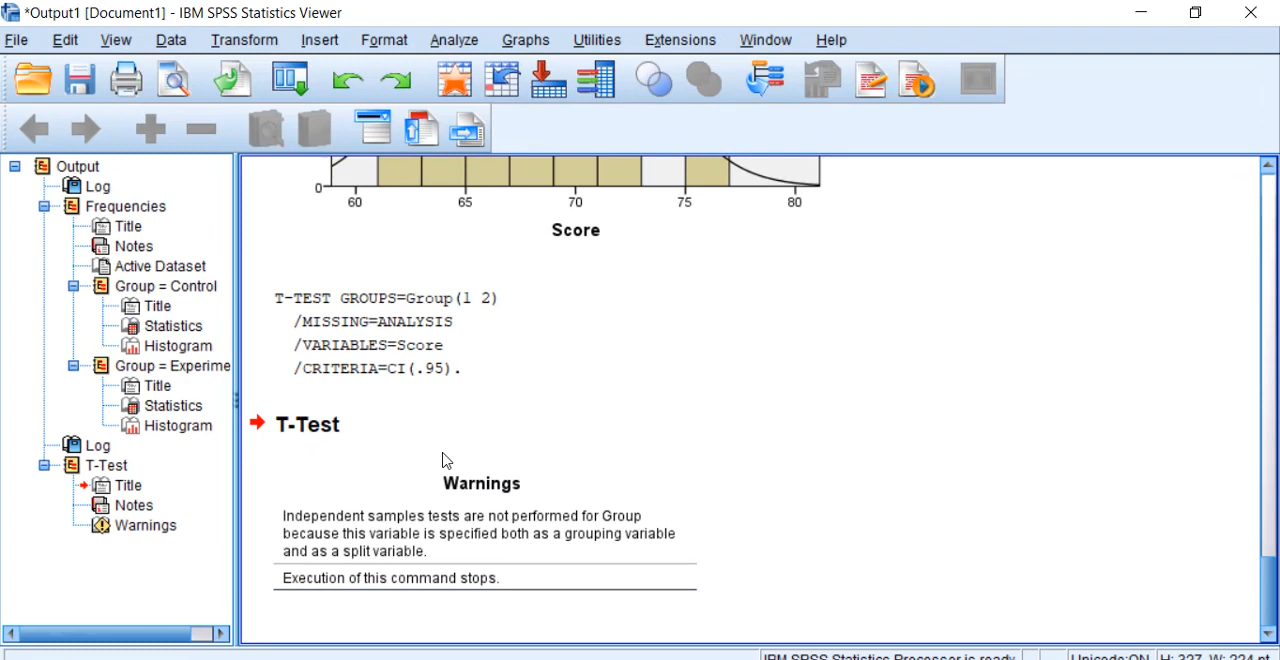 *Output1 [Document1] - IBM SPSS Statistics Viewer
File Edit View Data Transform Insert Format Analyze Graphs Utilities Extensions Window Help
Output
Log
Frequencies
Title
Notes
Active Dataset
Group = Control
Title
Statistics
Histogram
Group = Experime
Title
Statistics
Histogram
Log
T-Test
Title
Notes
Warnings
0
60 65 70 75 80
Score
T-TEST GROUPS=Group(1 2)
/MISSING=ANALYSIS
/VARIABLES=Score
/CRITERIA=CI(.95).
T-Test
Warnings
Independent samples tests are not performed for Group
because this variable is specified both as a grouping variable
and as a split variable.
Execution of this command stops.
IBM SPSS Statistics Processor is ready Unicode:ON H: 327, W: 224 pt